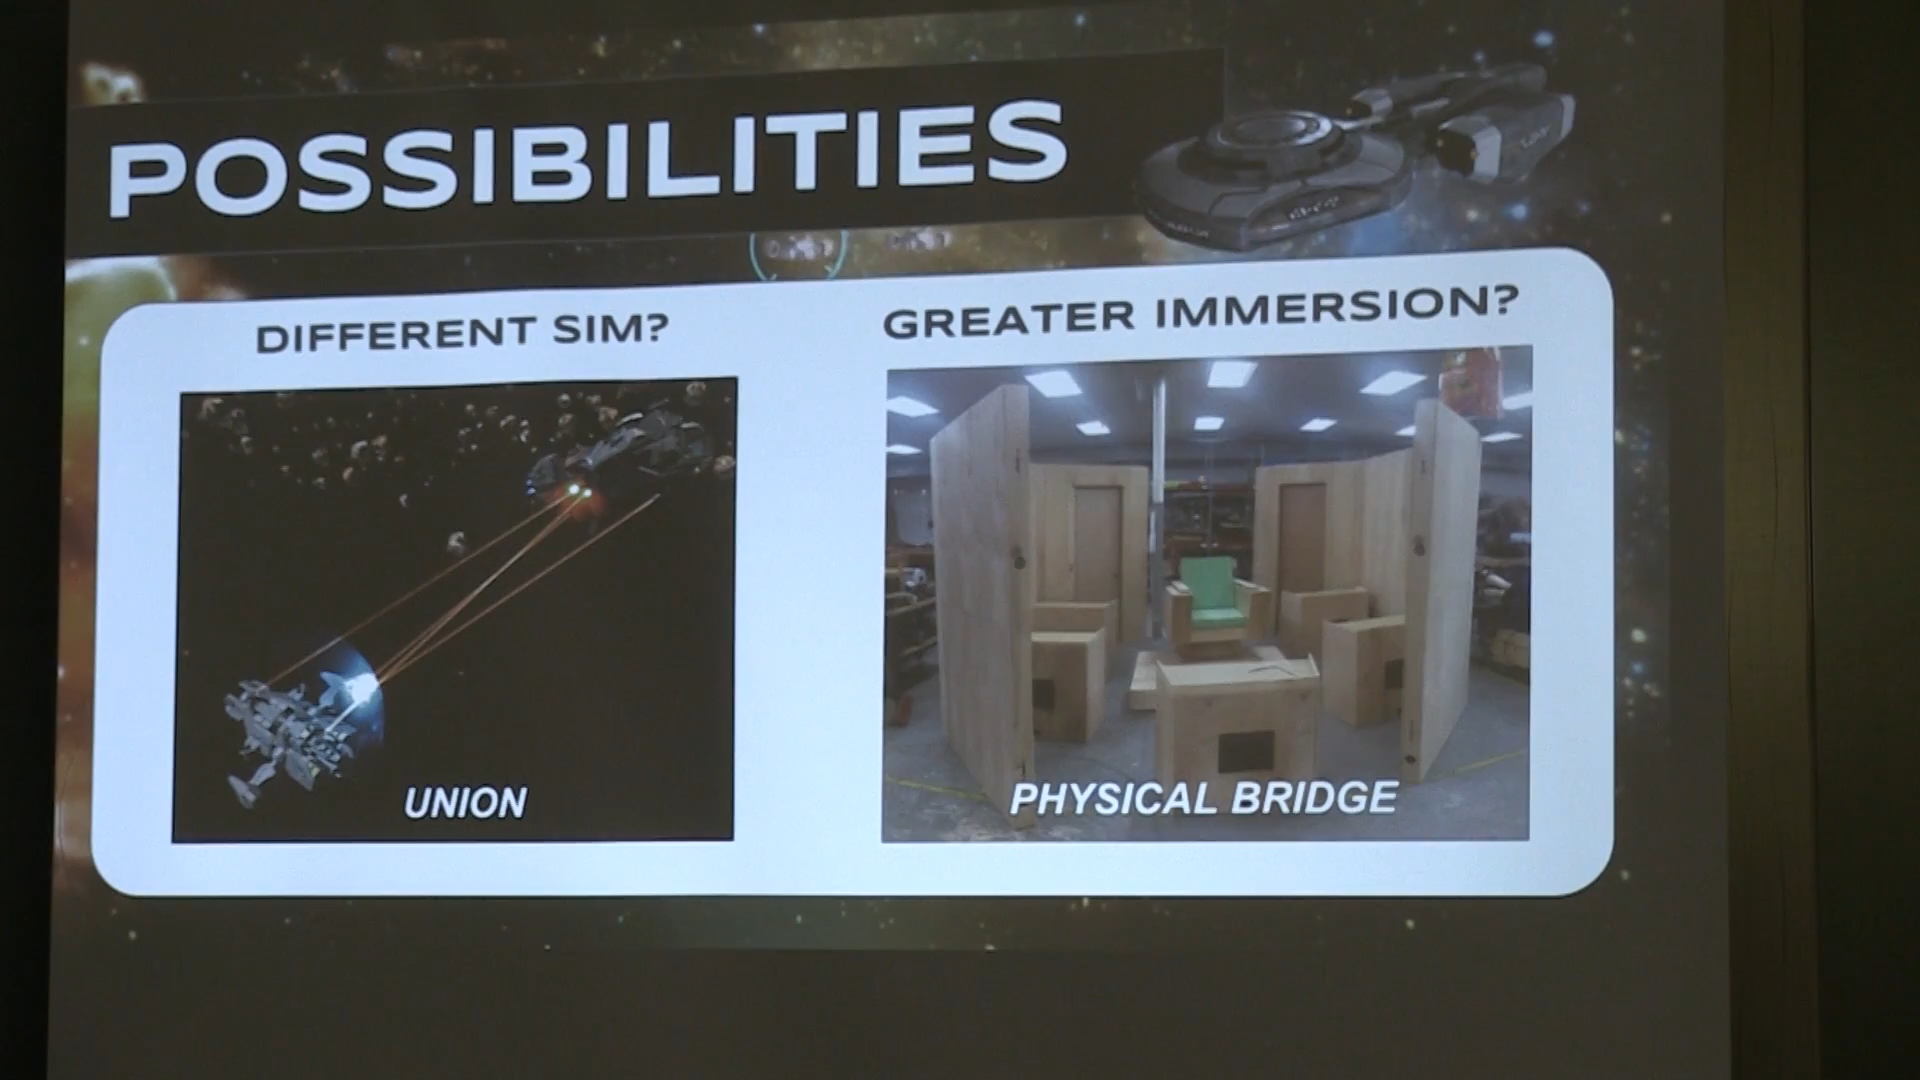 POSSIBILITIES
DIFFERENT SIM?
GREATER IMMERSION?
UNION
PHYSICAL BRIDGE